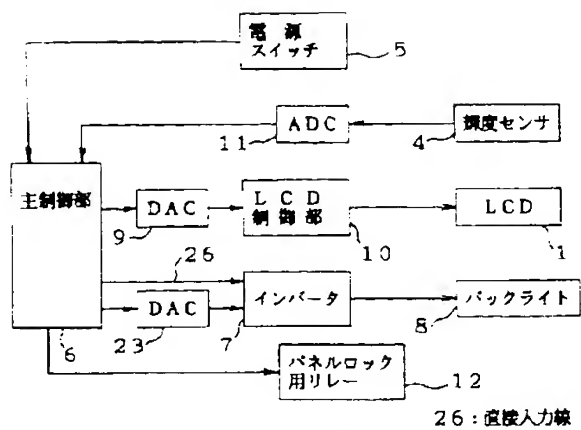 電源
スイッチ
5
ADC
11
輝度センサ
4
主制御部
DAC
9
LCD
制御部
10
LCD
1
26
DAC
23
インバータ
7
バックライト
8
6
パネルロック
用リレー
12
26：直接入力線